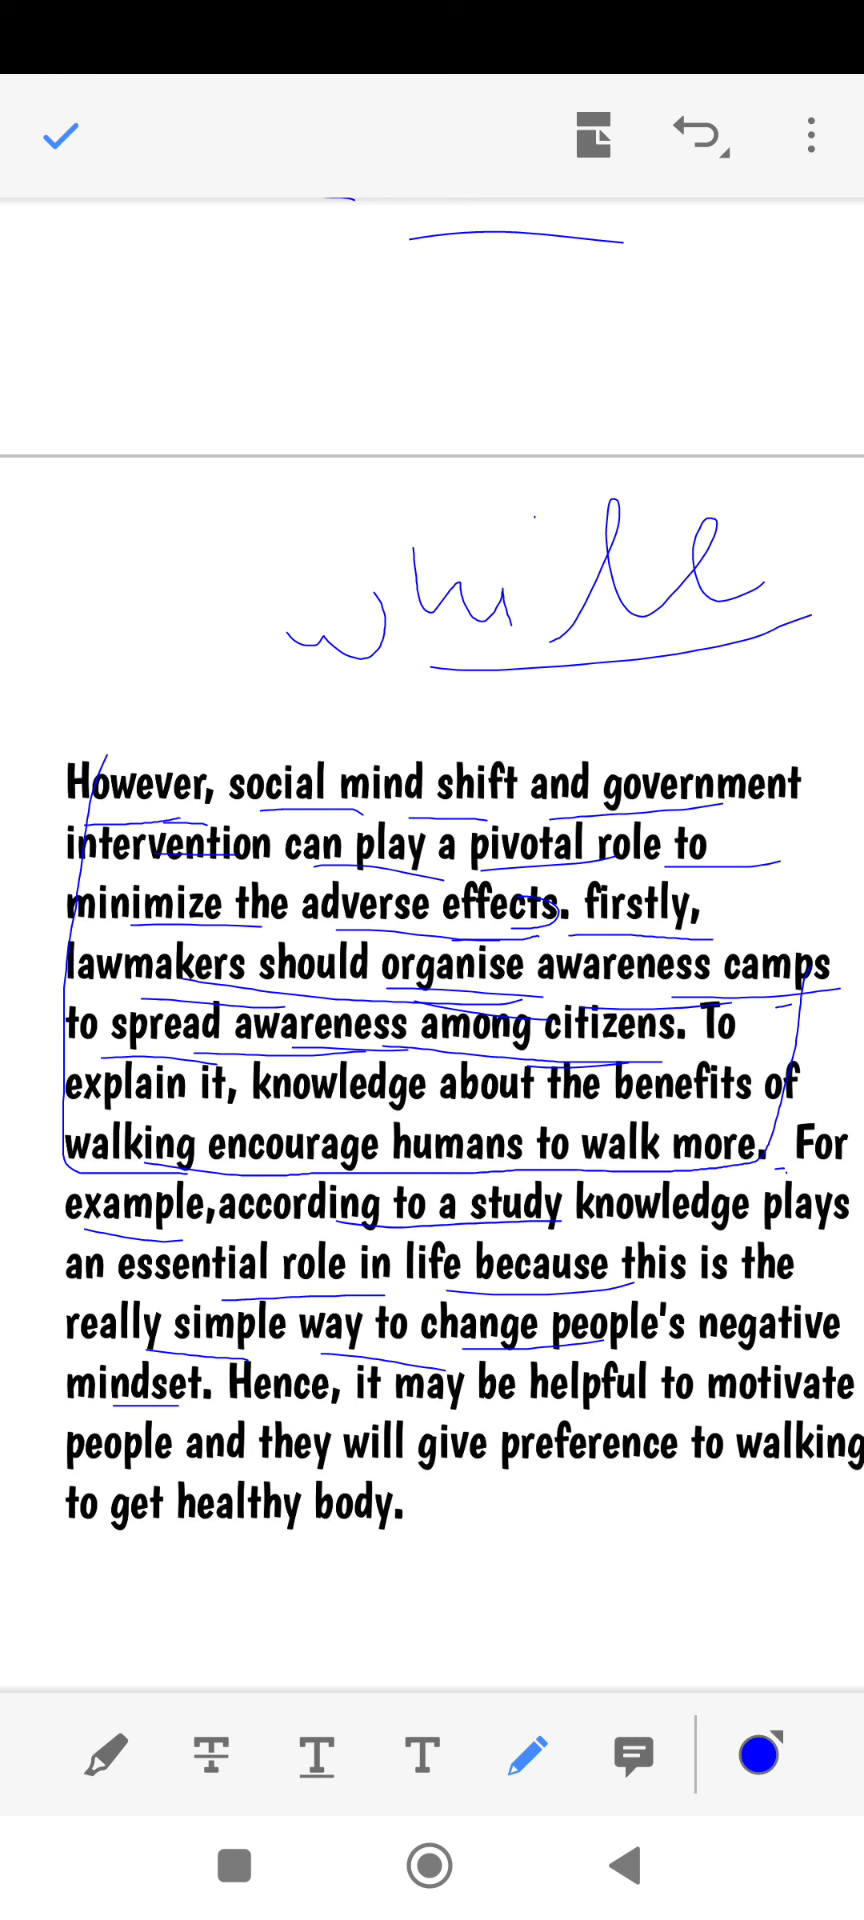 while
However, social mind shift and government
intervention can play a pivotal role to
minimize the adverse effects. firstly,
lawmakers should organise awareness camps
to spread awareness among citizens. To
explain it, knowledge about the benefits of
walking encourage humans to walk more. For
example,according to a study knowledge plays
an essential role in life because this is the
really simple way to change people's negative
mindset. Hence, it may be helpful to motivate
people and they will give preference to walking
to get healthy body.